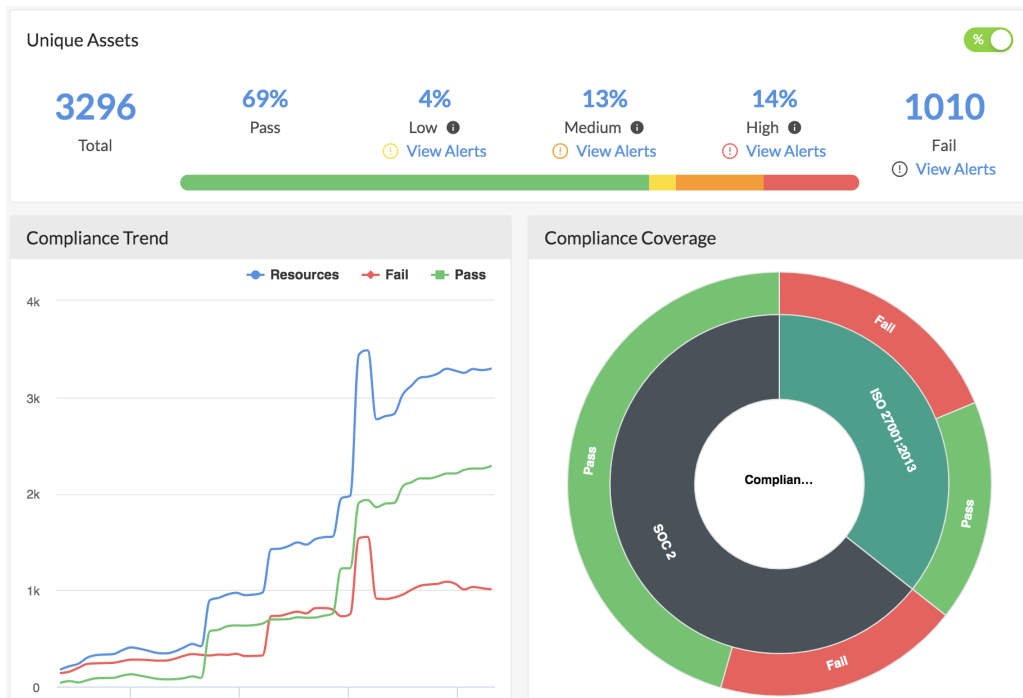 Unique Assets
%
3296
Total
69%
Pass
4%
Low
View Alerts
13%
Medium
View Alerts
14%
High
View Alerts
1010
Fail
View Alerts
Compliance Trend
Resources
Fail
Pass
4k
3k
2k
1k
0
Compliance Coverage
Fail
ISO 27001:2013
Pass
Complian...
Pass
SOC 2
Fail